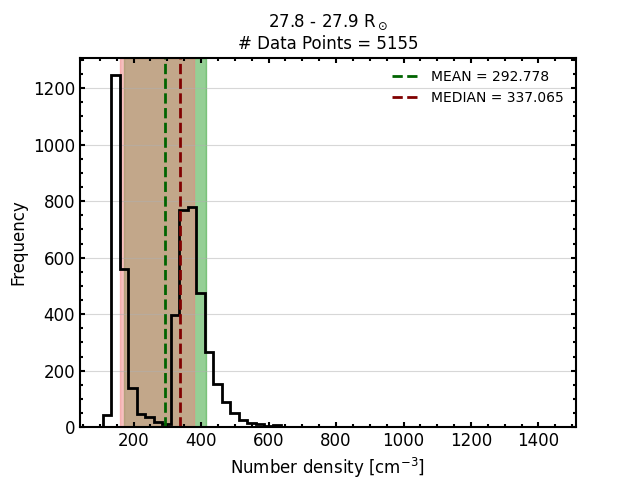 27.8 - 27.9 R⊙
# Data Points = 5155
MEAN = 292.778
MEDIAN = 337.065
Frequency
1200
1000
800
600
400
200
0
200 400 600 800 1000 1200 1400
Number density [cm⁻³]